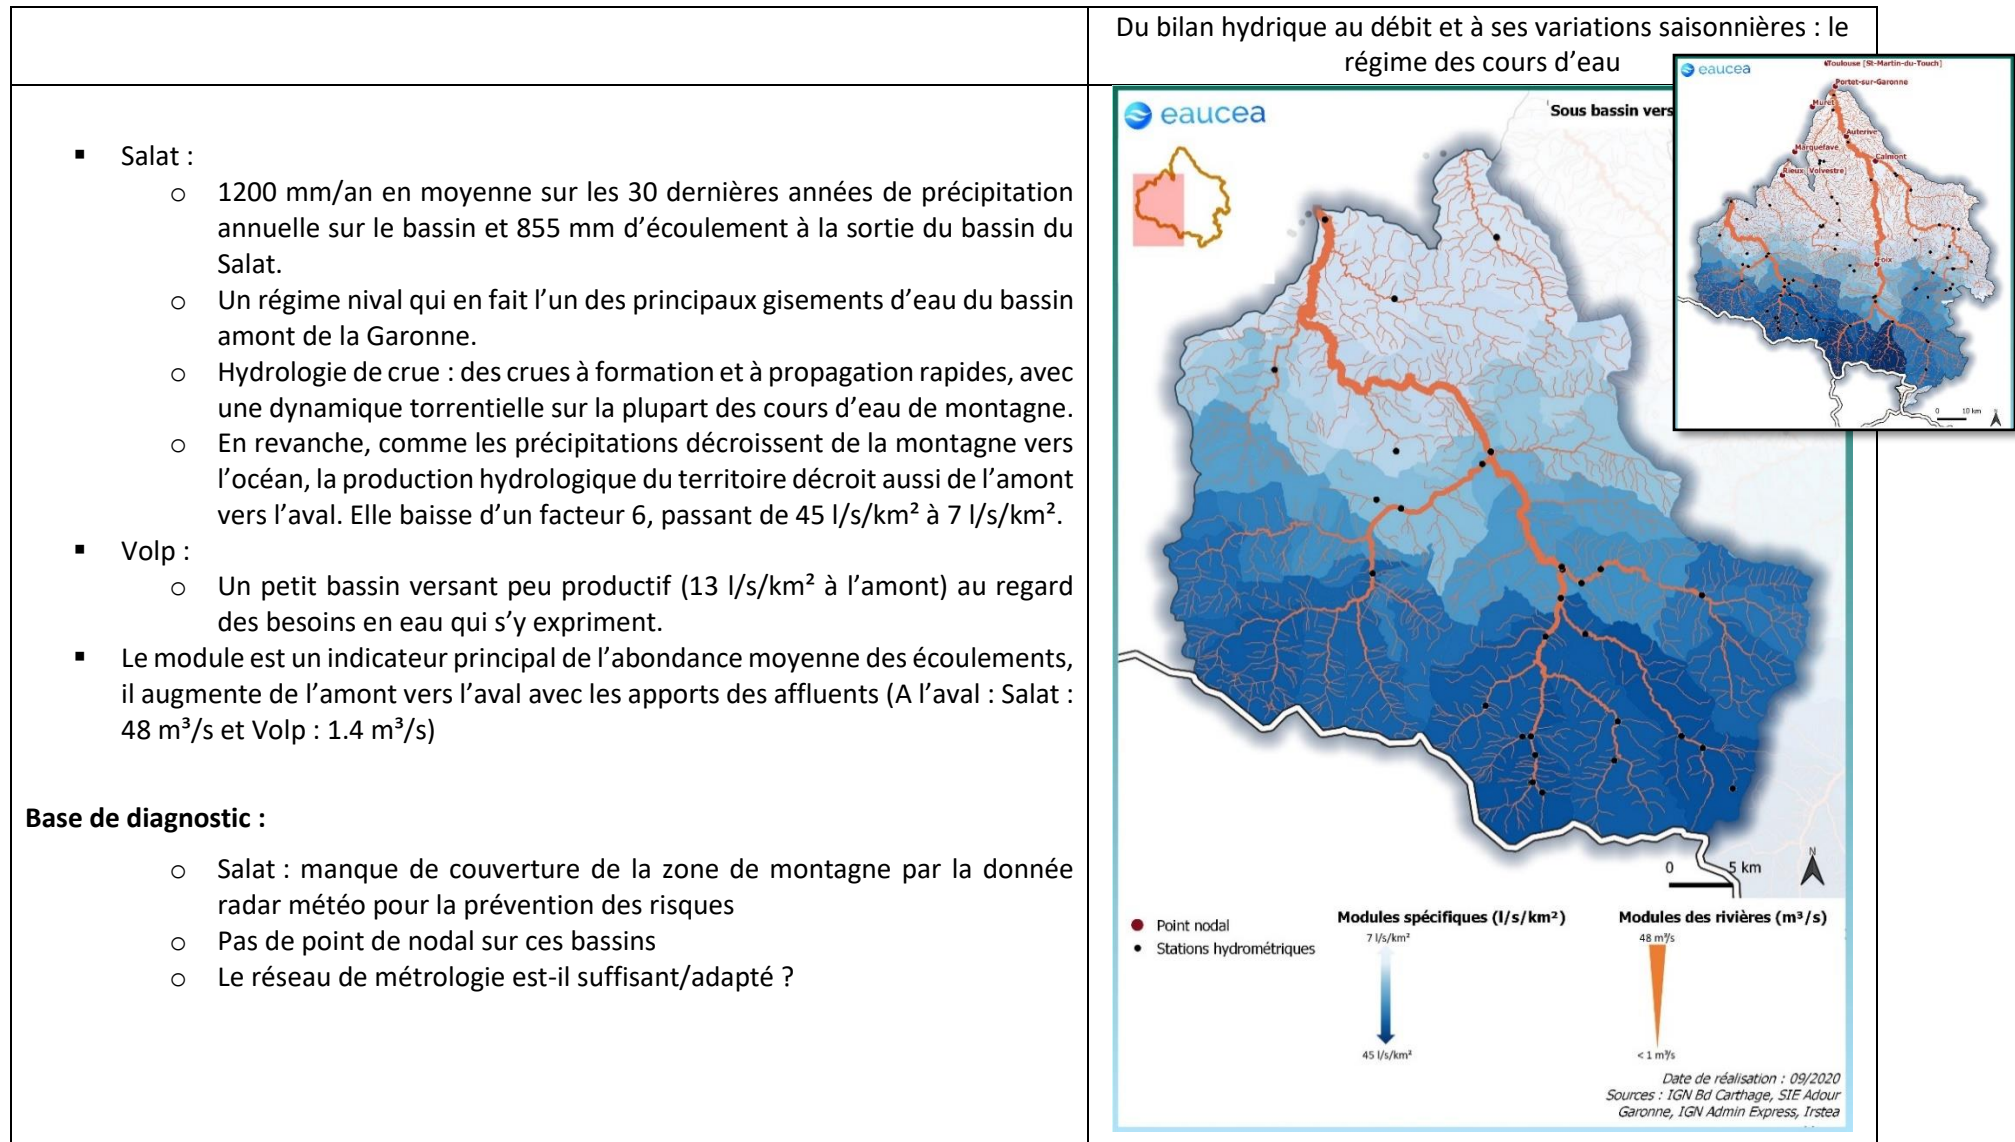 Du bilan hydrique au débit et à ses variations saisonnières : le
régime des cours d’eau
▪ Salat :
o 1200 mm/an en moyenne sur les 30 dernières années de précipitation
annuelle sur le bassin et 855 mm d’écoulement à la sortie du bassin du
Salat.
o Un régime nival qui en fait l’un des principaux gisements d’eau du bassin
amont de la Garonne.
o Hydrologie de crue : des crues à formation et à propagation rapides, avec
une dynamique torrentielle sur la plupart des cours d’eau de montagne.
o En revanche, comme les précipitations décroissent de la montagne vers
l’océan, la production hydrologique du territoire décroit aussi de l’amont
vers l’aval. Elle baisse d’un facteur 6, passant de 45 l/s/km² à 7 l/s/km².
▪ Volp :
o Un petit bassin versant peu productif (13 l/s/km² à l’amont) au regard
des besoins en eau qui s’y expriment.
▪ Le module est un indicateur principal de l’abondance moyenne des écoulements,
il augmente de l’amont vers l’aval avec les apports des affluents (A l’aval : Salat :
48 m³/s et Volp : 1.4 m³/s)
Base de diagnostic :
o Salat : manque de couverture de la zone de montagne par la donnée
radar météo pour la prévention des risques
o Pas de point de nodal sur ces bassins
o Le réseau de métrologie est-il suffisant/adapté ?
eaucea
Sous bassin vers
eaucea
Toulouse [St-Martin-du-Touch]
Portet-sur-Garonne
Muret
Auterive
Marquefave
Calmont
Rieux [Volvestre]
Foix
0 10 km
N
0 5 km
Point nodal
Stations hydrométriques
Modules spécifiques (l/s/km²)
7 l/s/km²
45 l/s/km²
Modules des rivières (m³/s)
48 m³/s
< 1 m³/s
Date de réalisation : 09/2020
Sources : IGN Bd Carthage, SIE Adour
Garonne, IGN Admin Express, Irstea